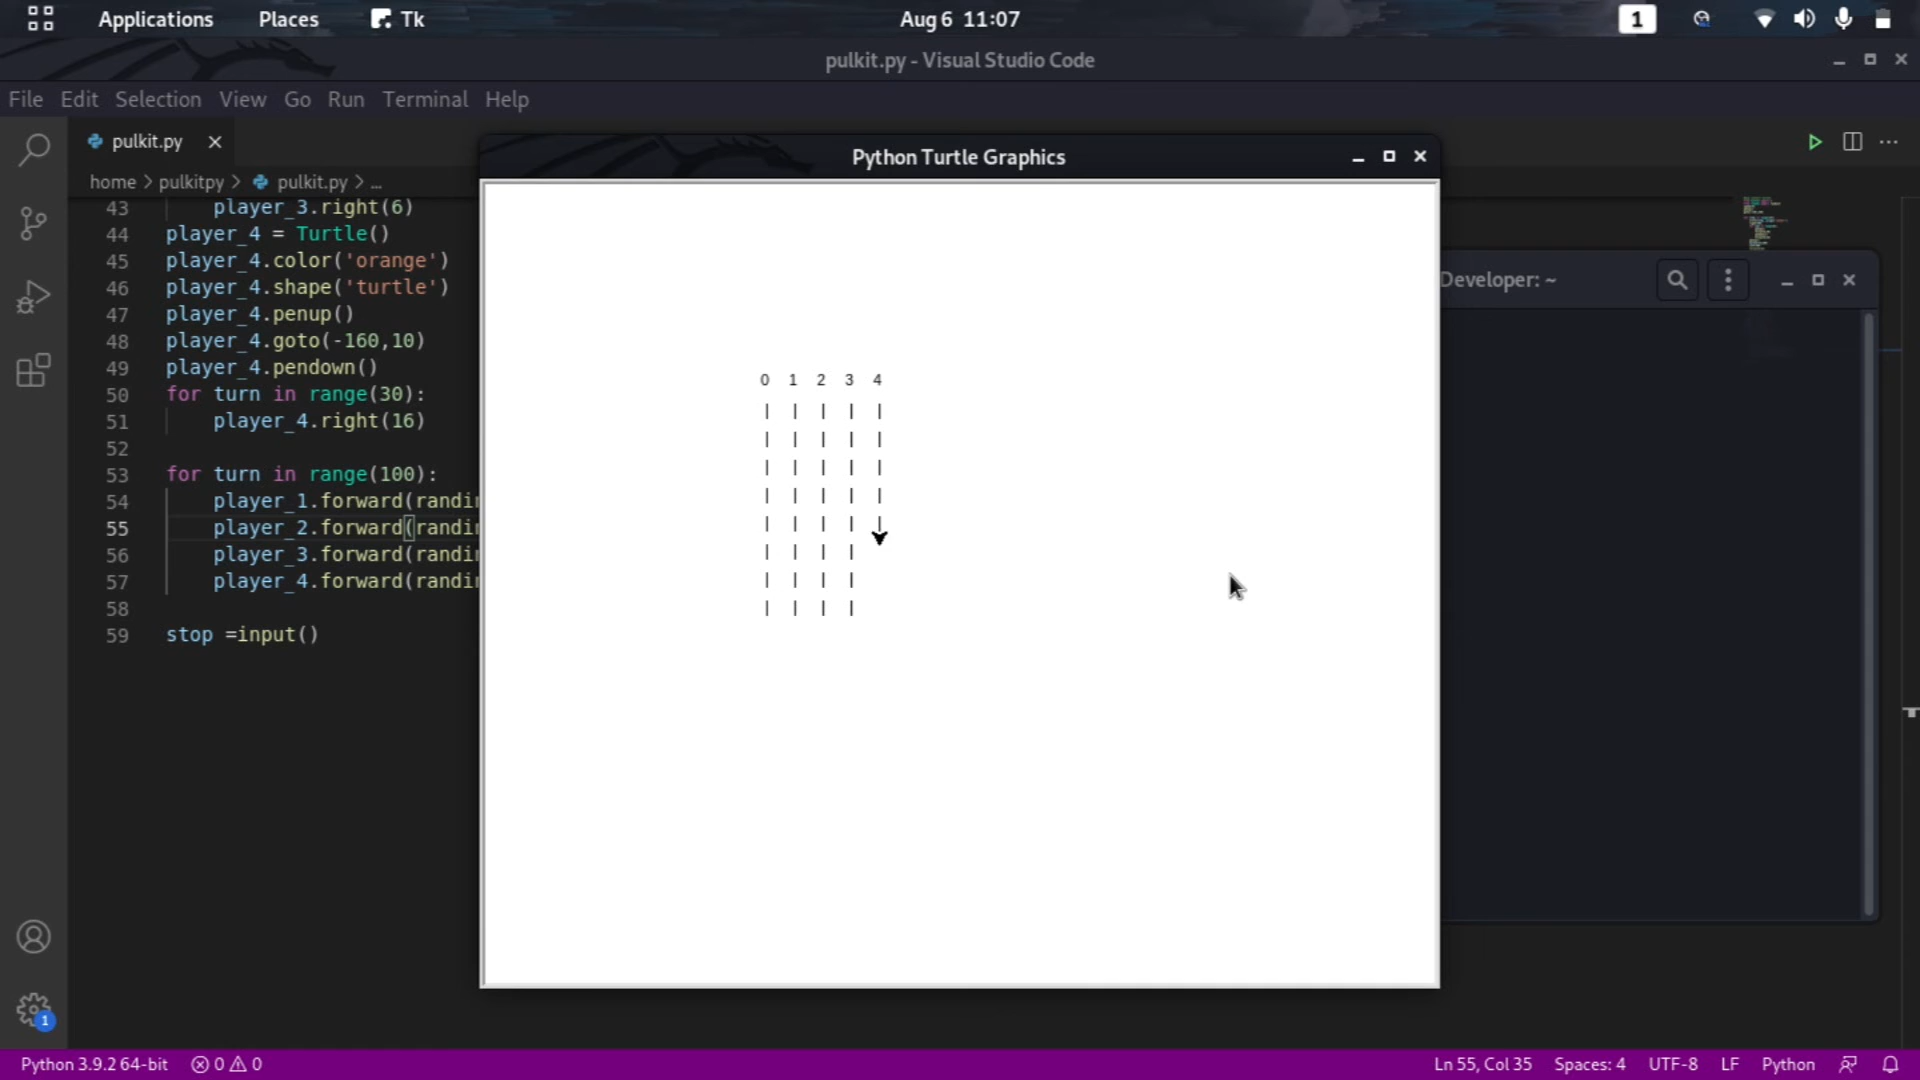 Applications Places Tk Aug 6 11:07 1
pulkit.py - Visual Studio Code
File Edit Selection View Go Run Terminal Help
pulkit.py
home > pulkitpy > pulkit.py > ...
43 player_3.right(6)
44 player_4 = Turtle()
45 player_4.color('orange')
46 player_4.shape('turtle')
47 player_4.penup()
48 player_4.goto(-160,10)
49 player_4.pendown()
50 for turn in range(30):
51 player_4.right(16)
52
53 for turn in range(100):
54 player_1.forward(randin
55 player_2.forward(randin
56 player_3.forward(randin
57 player_4.forward(randin
58
59 stop =input()
Python Turtle Graphics
0 1 2 3 4
Developer: ~
1
Python 3.9.2 64-bit 0 0 Ln 55, Col 35 Spaces: 4 UTF-8 LF Python